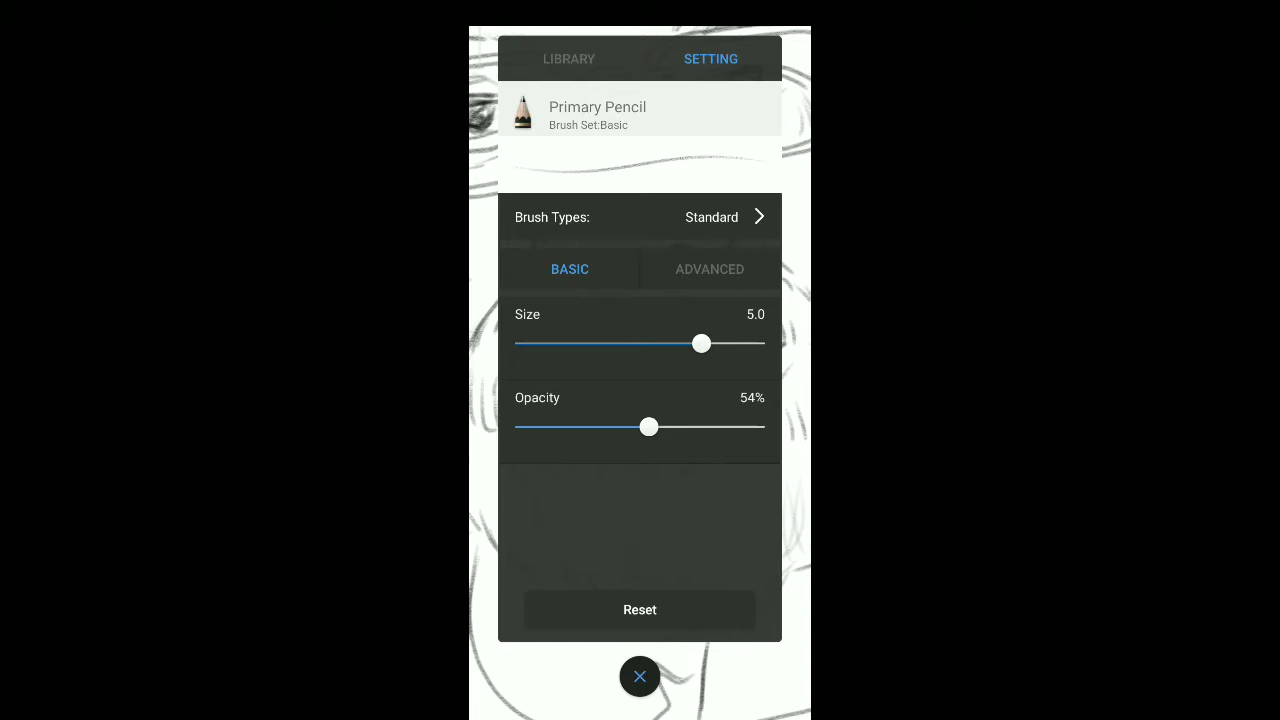 LIBRARY SETTING
Primary Pencil
Brush Set:Basic
Brush Types: Standard
BASIC ADVANCED
Size 5.0
Opacity 54%
Reset